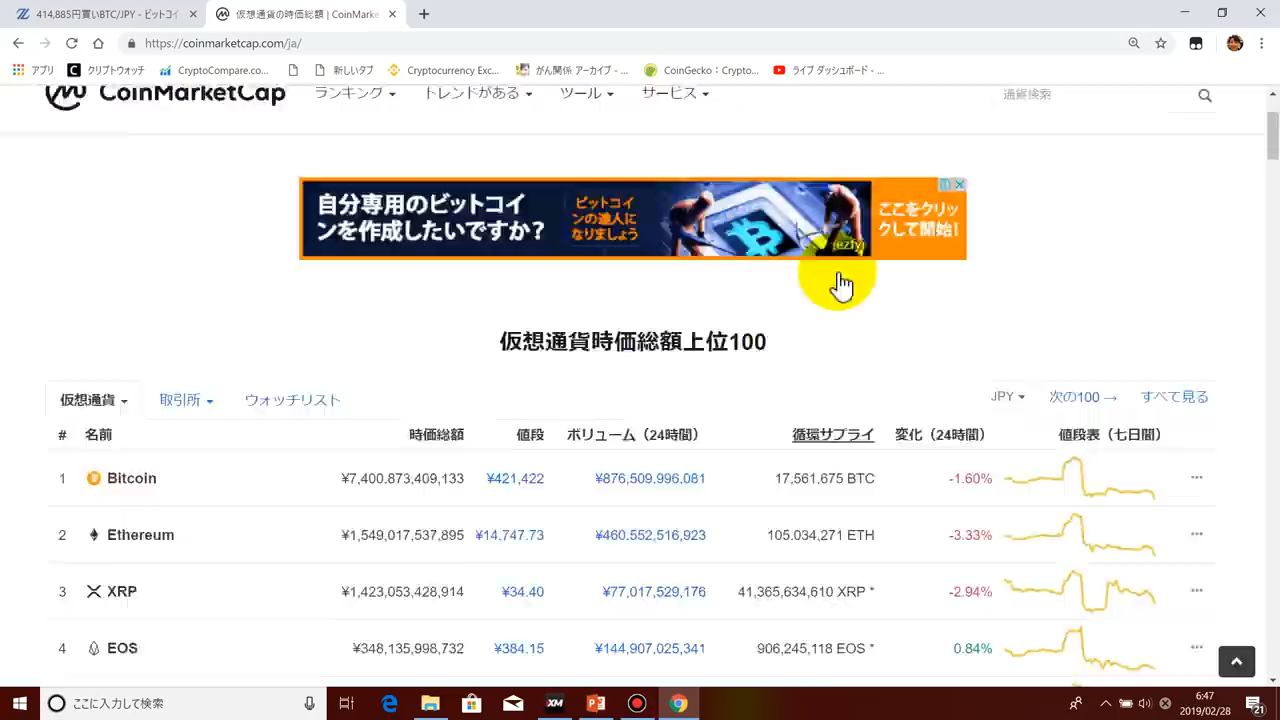 414,885円買いBTC/JPY - ビットコイ
仮想通貨の時価総額 | CoinMarke
https://coinmarketcap.com/ja/
アプリ
クリプトウォッチ
CryptoCompare.co...
新しいタブ
Cryptocurrency Exc...
がん関係 アーカイブ - ...
CoinGecko：Crypto...
ライブ ダッシュボード - ...
CoinMarketCap
ランキング
トレンドがある
ツール
サービス
通貨検索
自分専用のビットコイ
ンを作成したいですか？
ビットコイ
ンの達人に
なりましょう
ezfy
ここをクリッ
クして開始!
仮想通貨時価総額上位100
仮想通貨 取引所 ウォッチリスト JPY 次の100 → すべて見る
# 名前 時価総額 値段 ボリューム（24時間） 循環サプライ 変化（24時間） 値段表（七日間）
1 Bitcoin ¥7,400,873,409,133 ¥421,422 ¥876,509,996,081 17,561,675 BTC -1.60%
2 Ethereum ¥1,549,017,537,895 ¥14,747.73 ¥460,552,516,923 105,034,271 ETH -3.33%
3 XRP ¥1,423,053,428,914 ¥34.40 ¥77,017,529,176 41,365,634,610 XRP * -2.94%
4 EOS ¥348,135,998,732 ¥384.15 ¥144,907,025,341 906,245,118 EOS * 0.84%
ここに入力して検索
XM
6:47
2019/02/28
21